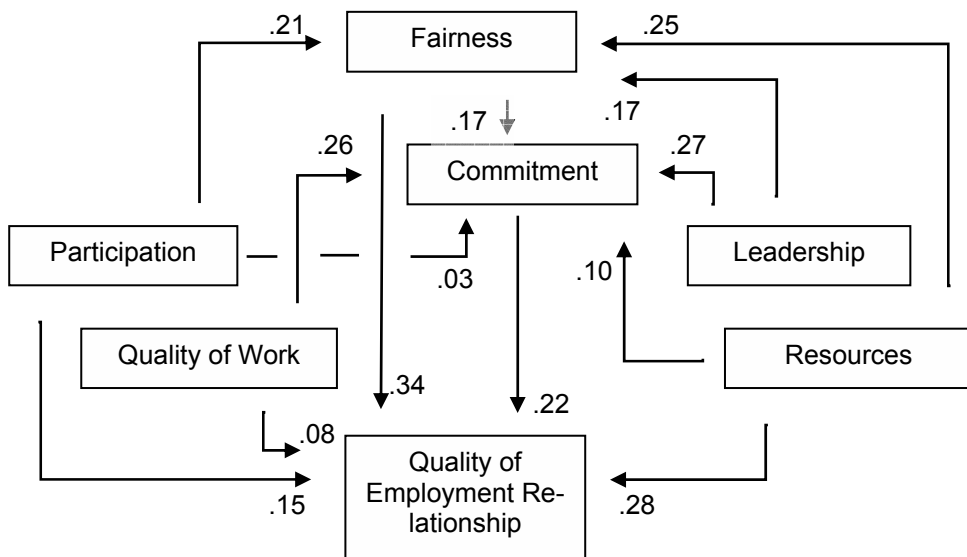 .21
Fairness
.25
.17
.17
.26
Commitment
.27
Participation
.03
.10
Leadership
Quality of Work
Resources
.34
.22
.08
Quality of
Employment Re-
lationship
.15
.28